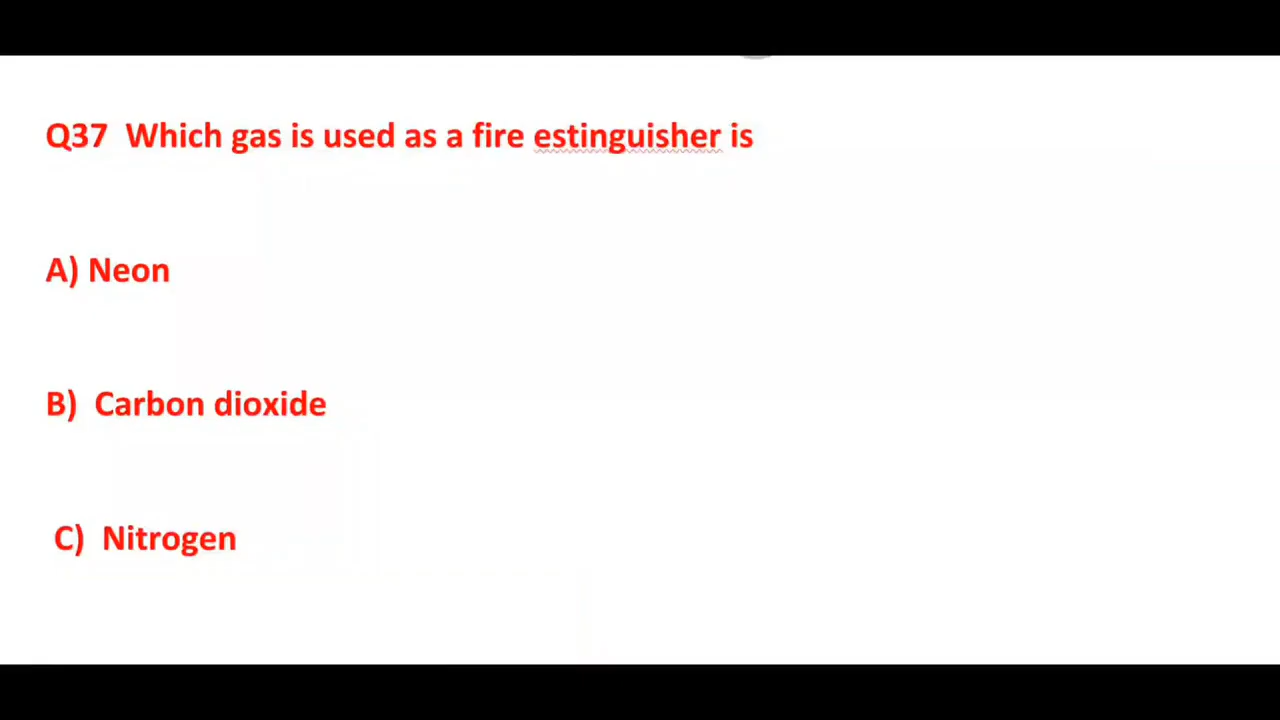 Q37 Which gas is used as a fire estinguisher is
A) Neon
B) Carbon dioxide
C) Nitrogen